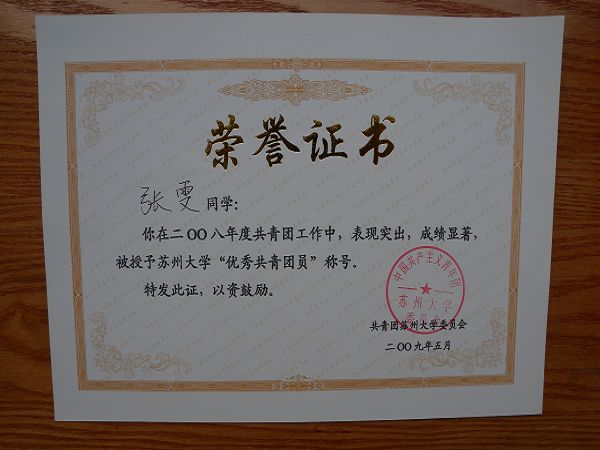 荣誉证书
张雯同学：
你在二〇〇八年度共青团工作中，表现突出，成绩显著，
被授予苏州大学“优秀共青团员”称号。
特发此证，以资鼓励。
中国共产主义青年团
苏州大学
委员会
共青团苏州大学委员会
二〇〇九年五月